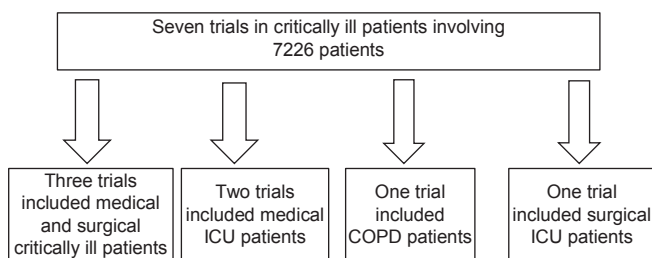 Seven trials in critically ill patients involving
7226 patients
Three trials
included medical
and surgical
critically ill patients
Two trials
included medical
ICU patients
One trial
included
COPD patients
One trial
included surgical
ICU patients